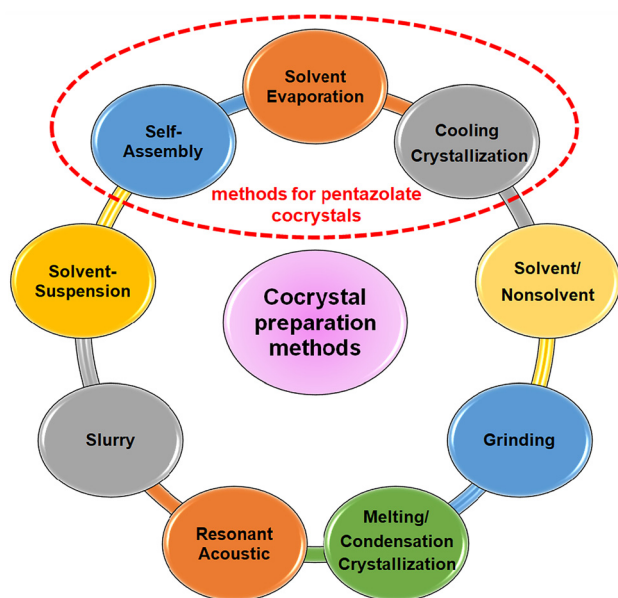 Solvent
Evaporation
Self-
Assembly
Cooling
Crystallization
methods for pentazolate
cocrystals
Solvent-
Suspension
Solvent/
Nonsolvent
Cocrystal
preparation
methods
Slurry
Grinding
Resonant
Acoustic
Melting/
Condensation
Crystallization